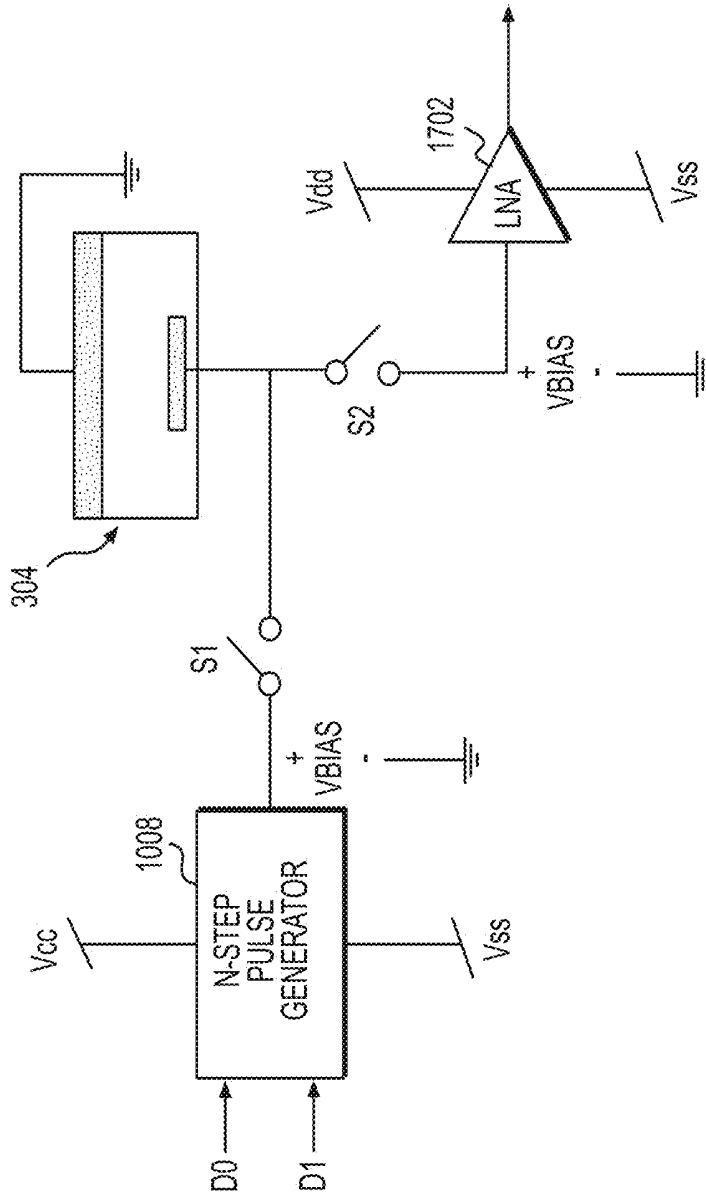 D0
D1
Vcc
1008
N-STEP
PULSE
GENERATOR
Vss
+
VBIAS
-
S1
304
S2
+
VBIAS
-
Vdd
1702
LNA
Vss